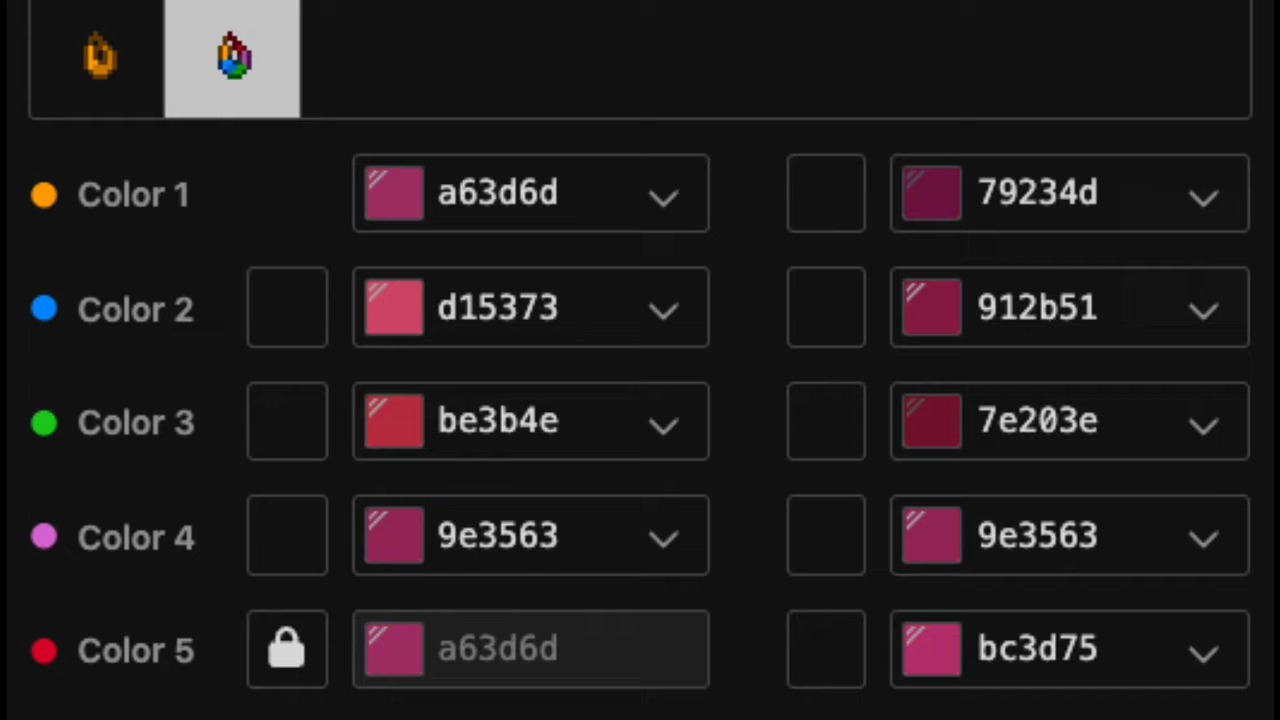 Color 1 a63d6d 79234d
Color 2 d15373 912b51
Color 3 be3b4e 7e203e
Color 4 9e3563 9e3563
Color 5 a63d6d bc3d75